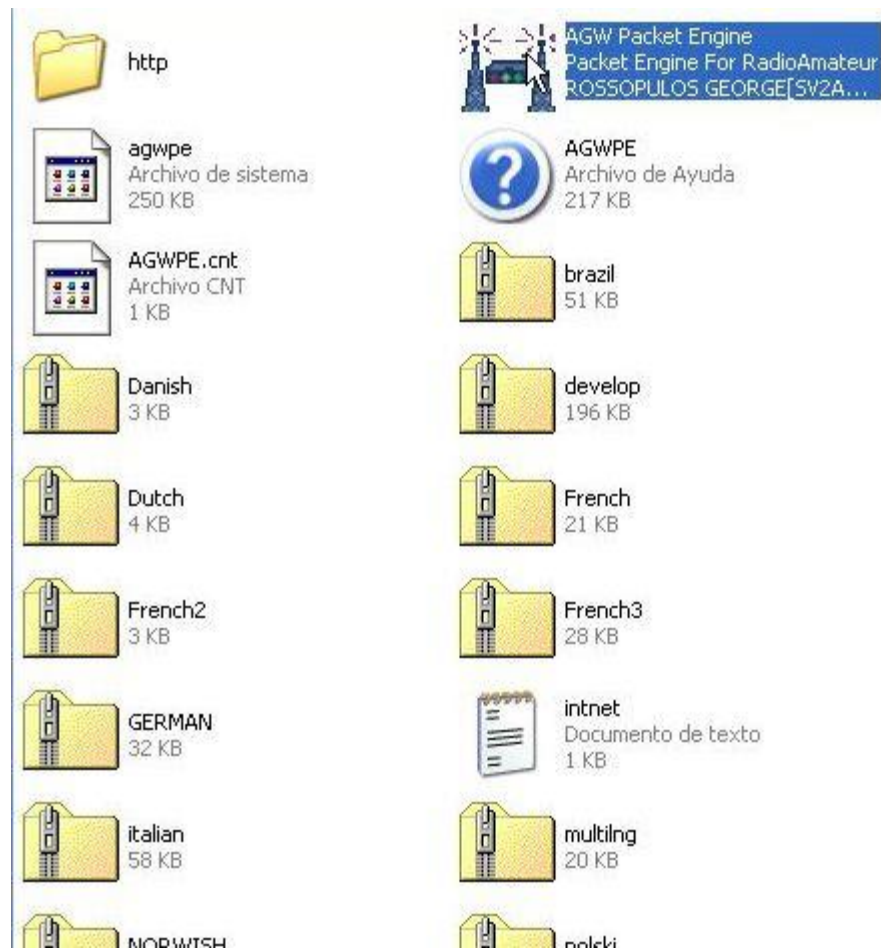 http
AGW Packet Engine
Packet Engine For RadioAmateur
ROSSOPULOS GEORGE[SV2A...
agwpe
Archivo de sistema
250 KB
AGWPE
Archivo de Ayuda
217 KB
AGWPE.cnt
Archivo CNT
1 KB
brazil
51 KB
Danish
3 KB
develop
196 KB
Dutch
4 KB
French
21 KB
French2
3 KB
French3
28 KB
GERMAN
32 KB
intnet
Documento de texto
1 KB
italian
58 KB
multilng
20 KB
NORWISH
polski